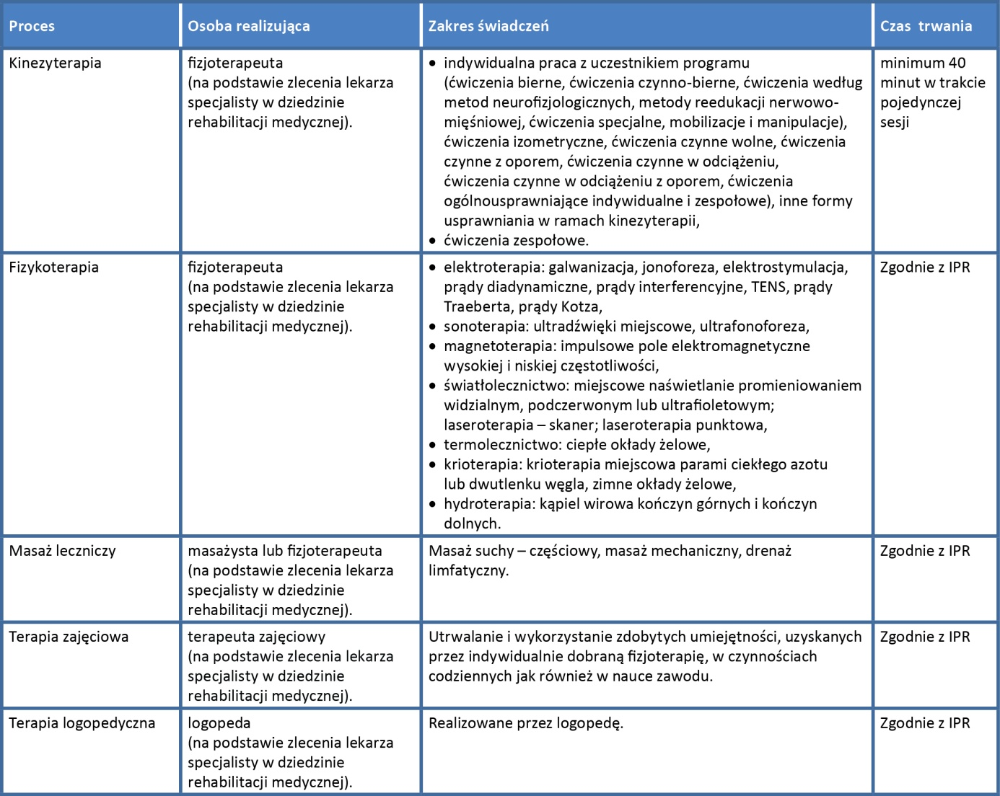 Proces
Osoba realizująca
Zakres świadczeń
Czas trwania
Kinezyterapia
fizjoterapeuta
(na podstawie zlecenia lekarza
specjalisty w dziedzinie
rehabilitacji medycznej).
• indywidualna praca z uczestnikiem programu
(ćwiczenia bierne, ćwiczenia czynno-bierne, ćwiczenia według
metod neurofizjologicznych, metody reedukacji nerwowo-
mięśniowej, ćwiczenia specjalne, mobilizacje i manipulacje),
ćwiczenia izometryczne, ćwiczenia czynne wolne, ćwiczenia
czynne z oporem, ćwiczenia czynne w odciążeniu,
ćwiczenia czynne w odciążeniu z oporem, ćwiczenia
ogólnousprawniające indywidualne i zespołowe), inne formy
usprawniania w ramach kinezyterapii,
• ćwiczenia zespołowe.
minimum 40
minut w trakcie
pojedynczej
sesji
Fizykoterapia
fizjoterapeuta
(na podstawie zlecenia lekarza
specjalisty w dziedzinie
rehabilitacji medycznej).
• elektroterapia: galwanizacja, jonoforeza, elektrostymulacja,
prądy diadynamiczne, prądy interferencyjne, TENS, prądy
Traeberta, prądy Kotza,
• sonoterapia: ultradźwięki miejscowe, ultrafonoforeza,
• magnetoterapia: impulsowe pole elektromagnetyczne
wysokiej i niskiej częstotliwości,
• światłolecznictwo: miejscowe naświetlanie promieniowaniem
widzialnym, podczerwonym lub ultrafioletowym;
laseroterapia – skaner; laseroterapia punktowa,
• termolecznictwo: ciepłe okłady żelowe,
• krioterapia: krioterapia miejscowa parami ciekłego azotu
lub dwutlenku węgla, zimne okłady żelowe,
• hydroterapia: kąpiel wirowa kończyn górnych i kończyn
dolnych.
Zgodnie z IPR
Masaż leczniczy
masażysta lub fizjoterapeuta
(na podstawie zlecenia lekarza
specjalisty w dziedzinie
rehabilitacji medycznej).
Masaż suchy – częściowy, masaż mechaniczny, drenaż
limfatyczny.
Zgodnie z IPR
Terapia zajęciowa
terapeuta zajęciowy
(na podstawie zlecenia lekarza
specjalisty w dziedzinie
rehabilitacji medycznej).
Utrwalanie i wykorzystanie zdobytych umiejętności, uzyskanych
przez indywidualnie dobraną fizjoterapię, w czynnościach
codziennych jak również w nauce zawodu.
Zgodnie z IPR
Terapia logopedyczna
logopeda
(na podstawie zlecenia lekarza
specjalisty w dziedzinie
rehabilitacji medycznej).
Realizowane przez logopedę.
Zgodnie z IPR